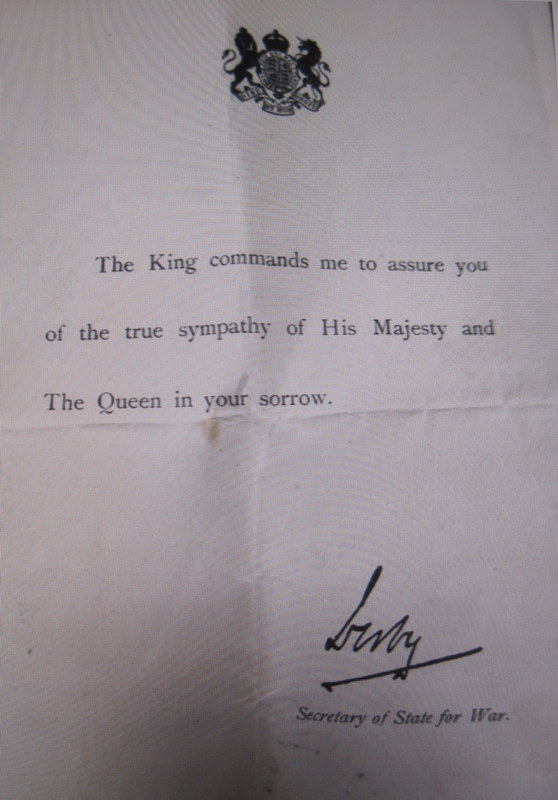 The King commands me to assure you
of the true sympathy of His Majesty and
The Queen in your sorrow.
Derby
Secretary of State for War.